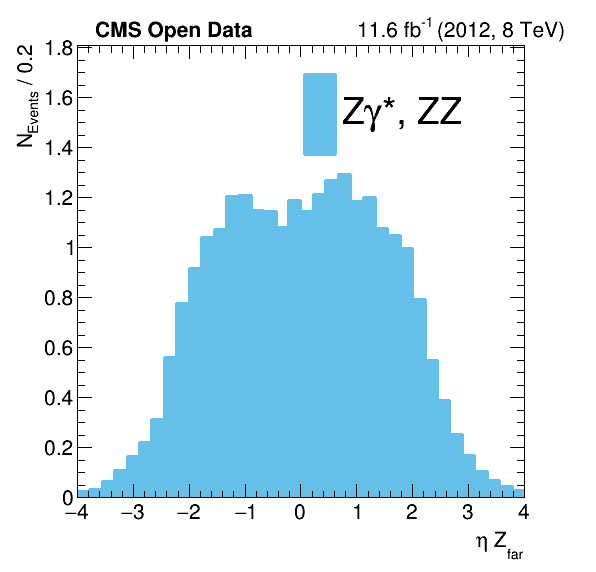 CMS Open Data 11.6 fb⁻¹ (2012, 8 TeV)
N_Events / 0.2
1.8
1.6
1.4
1.2
1
0.8
0.6
0.4
0.2
0
Zγ*, ZZ
−4 −3 −2 −1 0 1 2 3 4
η Z_far